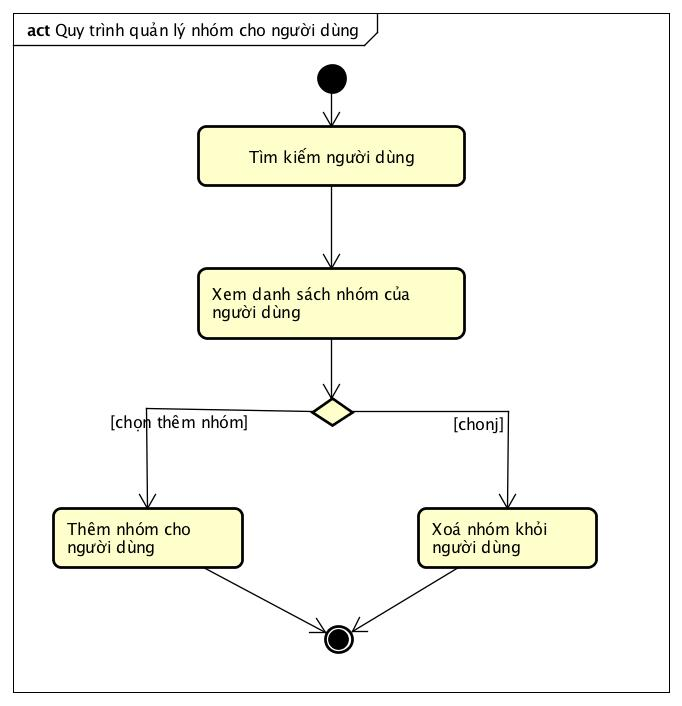 act Quy trình quản lý nhóm cho người dùng
Tìm kiếm người dùng
Xem danh sách nhóm của
người dùng
[chọn thêm nhóm]
[chonj]
Thêm nhóm cho
người dùng
Xoá nhóm khỏi
người dùng